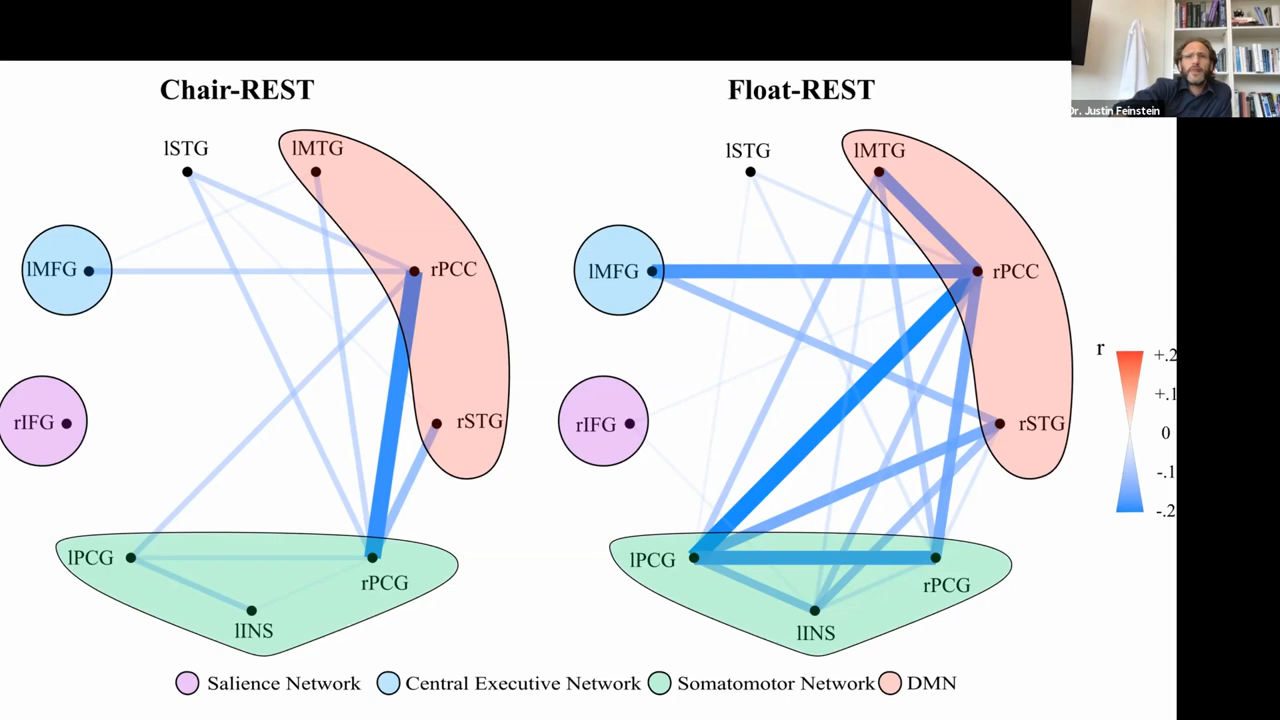 Dr. Justin Feinstein
Chair-REST
Float-REST
lSTG
lMTG
lMFG
rPCC
rIFG
rSTG
lPCG
rPCG
lINS
lSTG
lMTG
lMFG
rPCC
rIFG
rSTG
lPCG
rPCG
lINS
r
+.2
+.1
0
-.1
-.2
Salience Network
Central Executive Network
Somatomotor Network
DMN